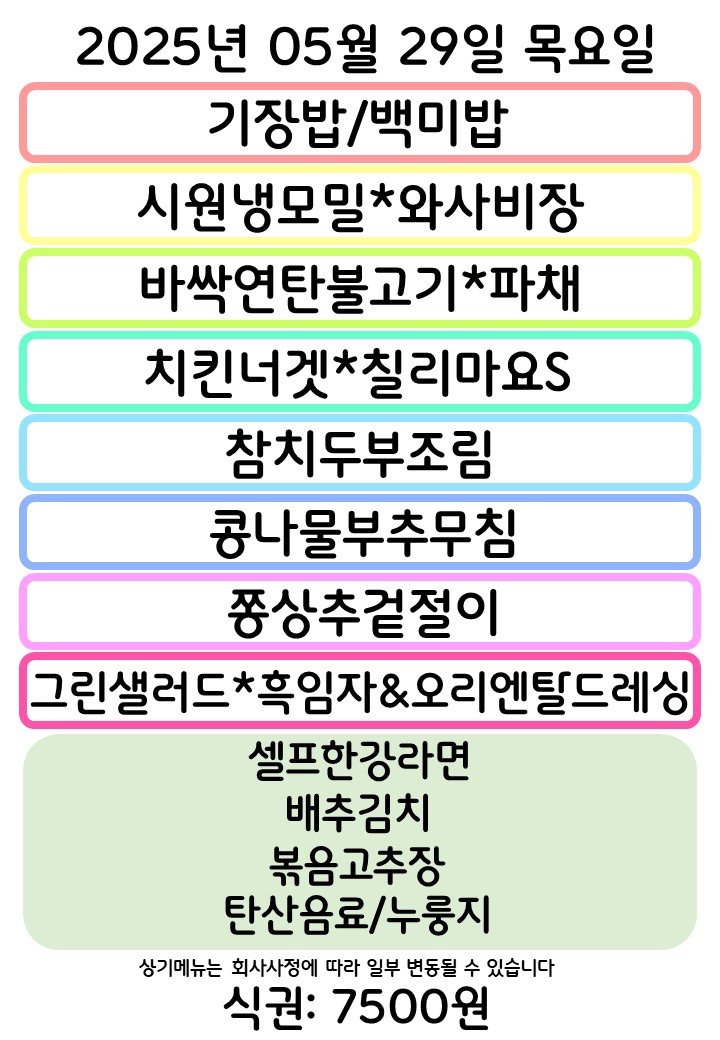 2025년 05월 29일 목요일
기장밥/백미밥
시원냉모밀*와사비장
바싹연탄불고기*파채
치킨너겟*칠리마요S
참치두부조림
콩나물부추무침
쫑상추겉절이
그린샐러드*흑임자&오리엔탈드레싱
셀프한강라면
배추김치
볶음고추장
탄산음료/누룽지
상기메뉴는 회사사정에 따라 일부 변동될 수 있습니다
식권: 7500원